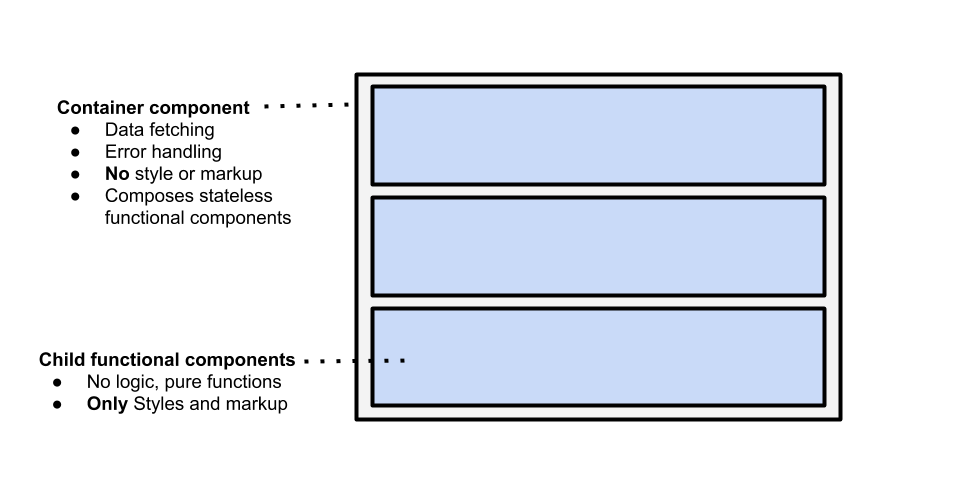 Container component
● Data fetching
● Error handling
● No style or markup
● Composes stateless
functional components
Child functional components
● No logic, pure functions
● Only Styles and markup